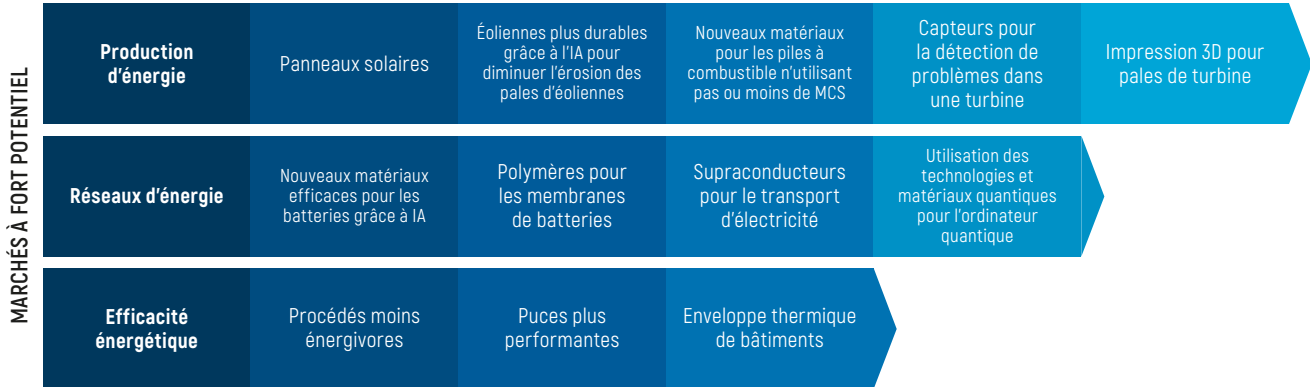 MARCHÉS À FORT POTENTIEL
Production
d'énergie
Panneaux solaires
Éoliennes plus durables
grâce à l'IA pour
diminuer l'érosion des
pales d'éoliennes
Nouveaux matériaux
pour les piles à
combustible n'utilisant
pas ou moins de MCS
Capteurs pour
la détection de
problèmes dans
une turbine
Impression 3D pour
pales de turbine
Réseaux d'énergie
Nouveaux matériaux
efficaces pour les
batteries grâce à IA
Polymères pour
les membranes
de batteries
Supraconducteurs
pour le transport
d'électricité
Utilisation des
technologies et
matériaux quantiques
pour l'ordinateur
quantique
Efficacité
énergétique
Procédés moins
énergivores
Puces plus
performantes
Enveloppe thermique
de bâtiments